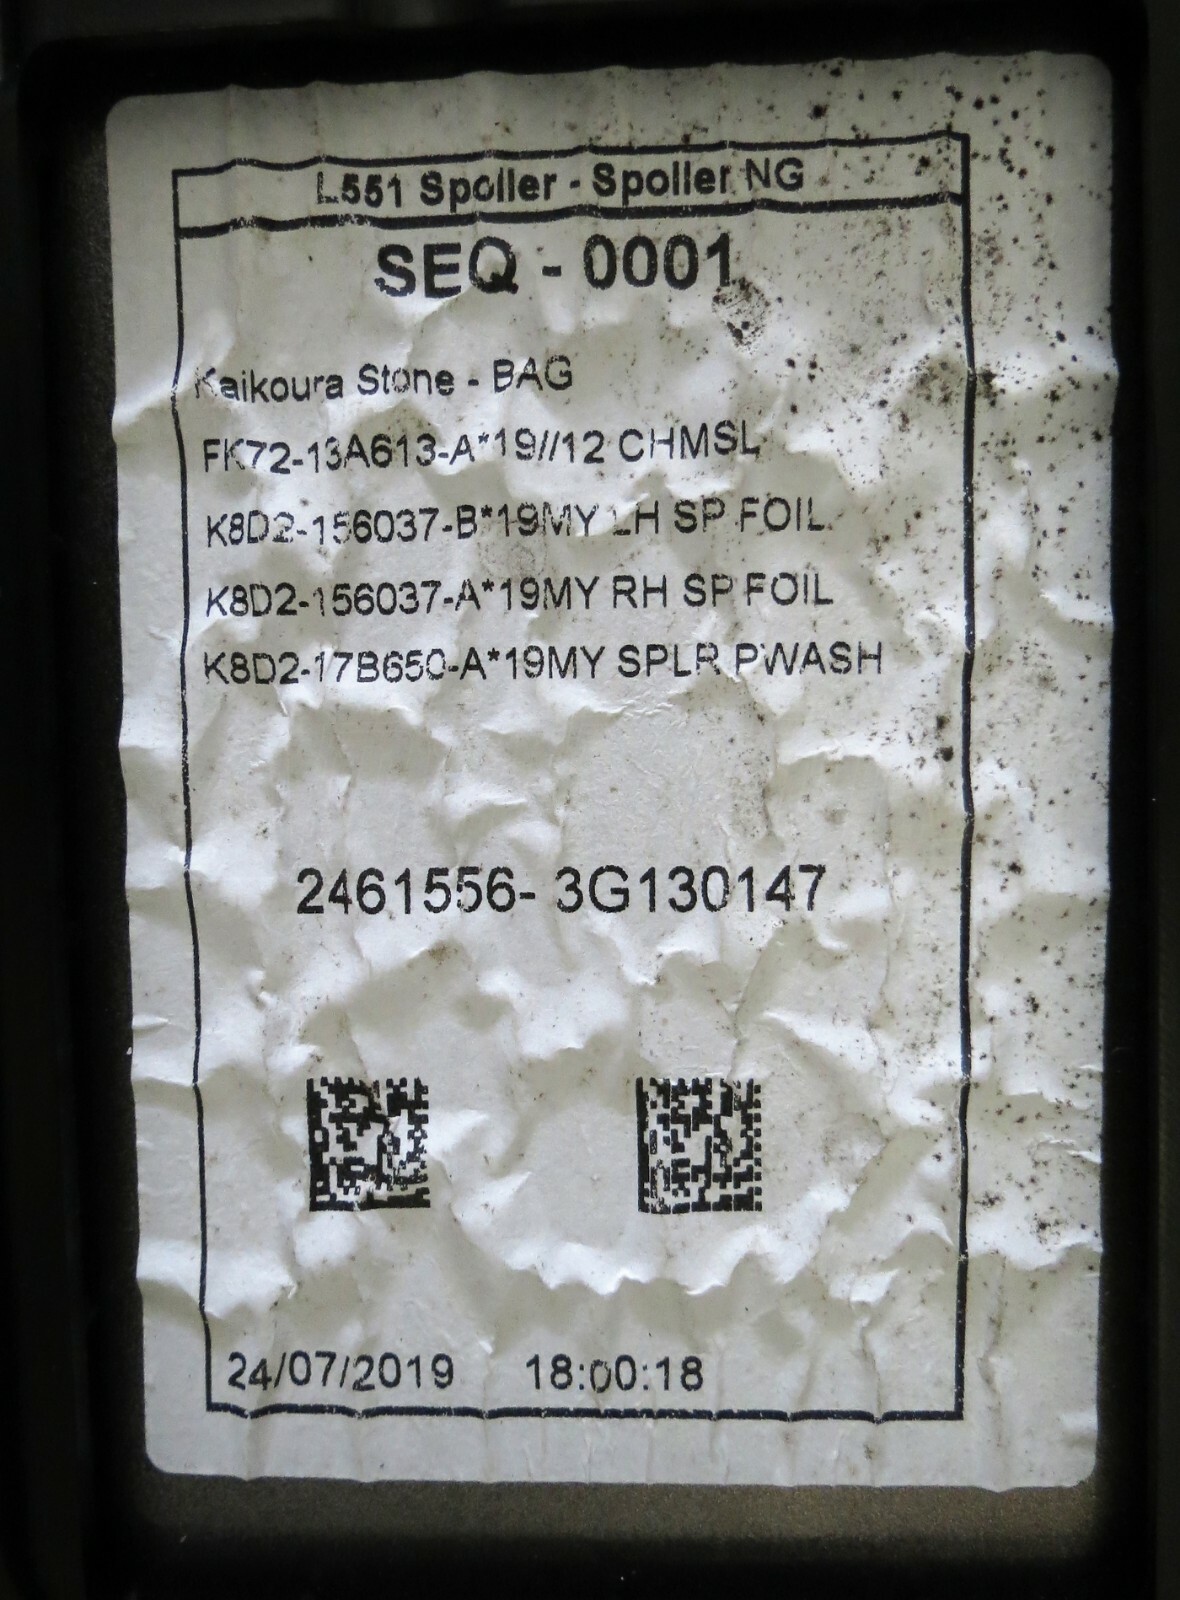 L551 Spoiler - Spoiler NG
SEQ - 0001
Kaikoura Stone - BAG
FK72-13A613-A*19//12 CHMSL
K8D2-156037-B*19MY LH SP FOIL
K8D2-156037-A*19MY RH SP FOIL
K8D2-17B650-A*19MY SPLR PWASH
2461556- 3G130147
24/07/2019 18:00:18